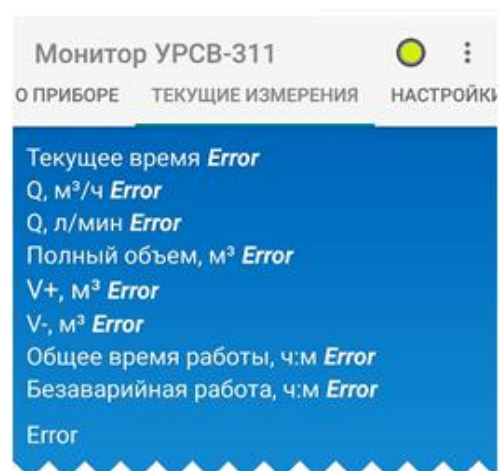 Монитор УРСВ-311
О ПРИБОРЕ ТЕКУЩИЕ ИЗМЕРЕНИЯ НАСТРОЙКИ
Текущее время Error
Q, м³/ч Error
Q, л/мин Error
Полный объем, м³ Error
V+, м³ Error
V-, м³ Error
Общее время работы, ч:м Error
Безаварийная работа, ч:м Error
Error